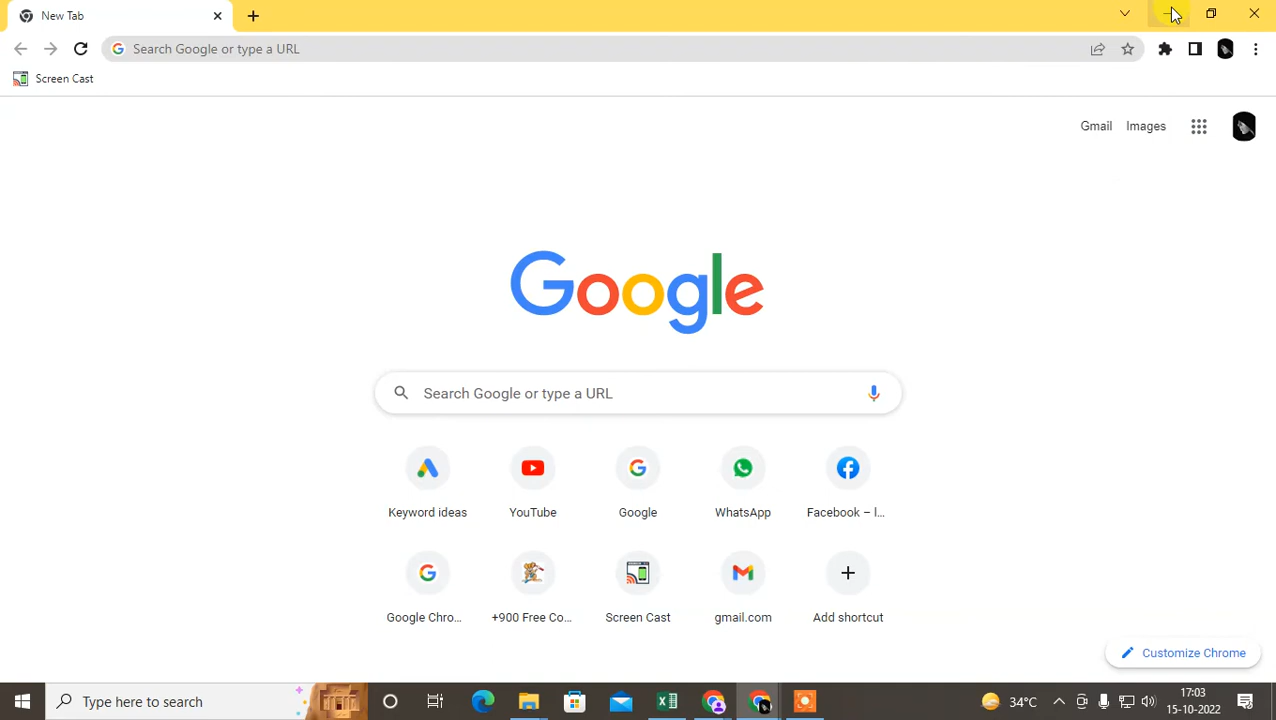 New Tab
Search Google or type a URL
Screen Cast
Gmail Images
Google
Search Google or type a URL
Keyword ideas YouTube Google WhatsApp Facebook – l...
Google Chro... +900 Free Co... Screen Cast gmail.com Add shortcut
Customize Chrome
Type here to search
34°C
17:03
15-10-2022